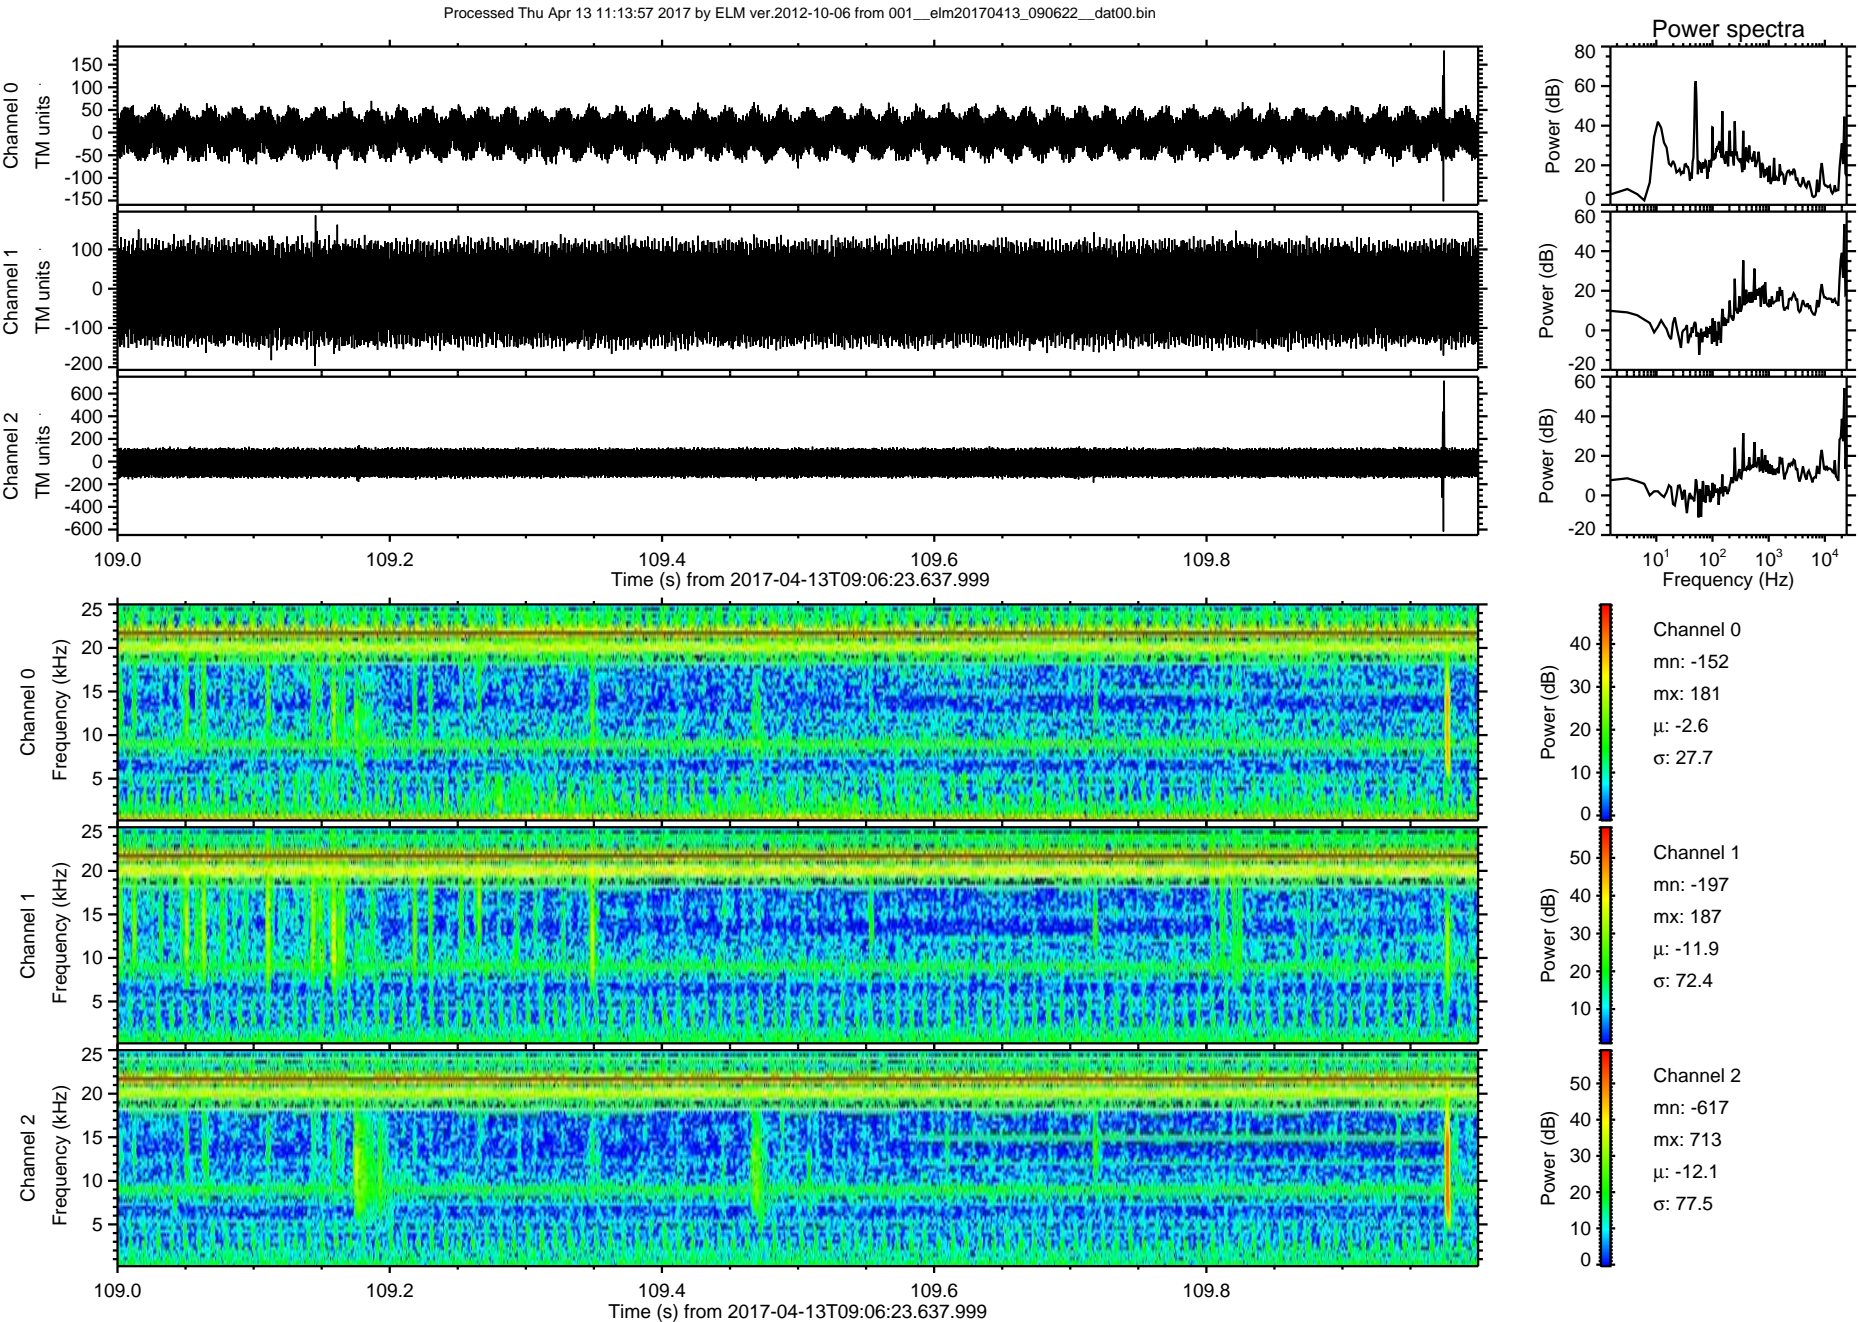 Processed Thu Apr 13 11:13:57 2017 by ELM ver.2012-10-06 from 001__elm20170413_090622__dat00.bin
Power spectra
Channel 0
TM units
150
100
50
0
-50
-100
-150
Power (dB)
80
60
40
20
0
Channel 1
TM units
100
0
-100
-200
Power (dB)
60
40
20
0
-20
Channel 2
TM units
600
400
200
0
-200
-400
-600
Power (dB)
60
40
20
0
-20
109.0 109.2 109.4 109.6 109.8
Time (s) from 2017-04-13T09:06:23.637.999
10¹ 10² 10³ 10⁴
Frequency (Hz)
Channel 0
Frequency (kHz)
25
20
15
10
5
Power (dB)
40
30
20
10
0
Channel 0
mn: -152
mx: 181
μ: -2.6
σ: 27.7
Channel 1
Frequency (kHz)
25
20
15
10
5
Power (dB)
50
40
30
20
10
Channel 1
mn: -197
mx: 187
μ: -11.9
σ: 72.4
Channel 2
Frequency (kHz)
25
20
15
10
5
Power (dB)
50
40
30
20
10
0
Channel 2
mn: -617
mx: 713
μ: -12.1
σ: 77.5
109.0 109.2 109.4 109.6 109.8
Time (s) from 2017-04-13T09:06:23.637.999